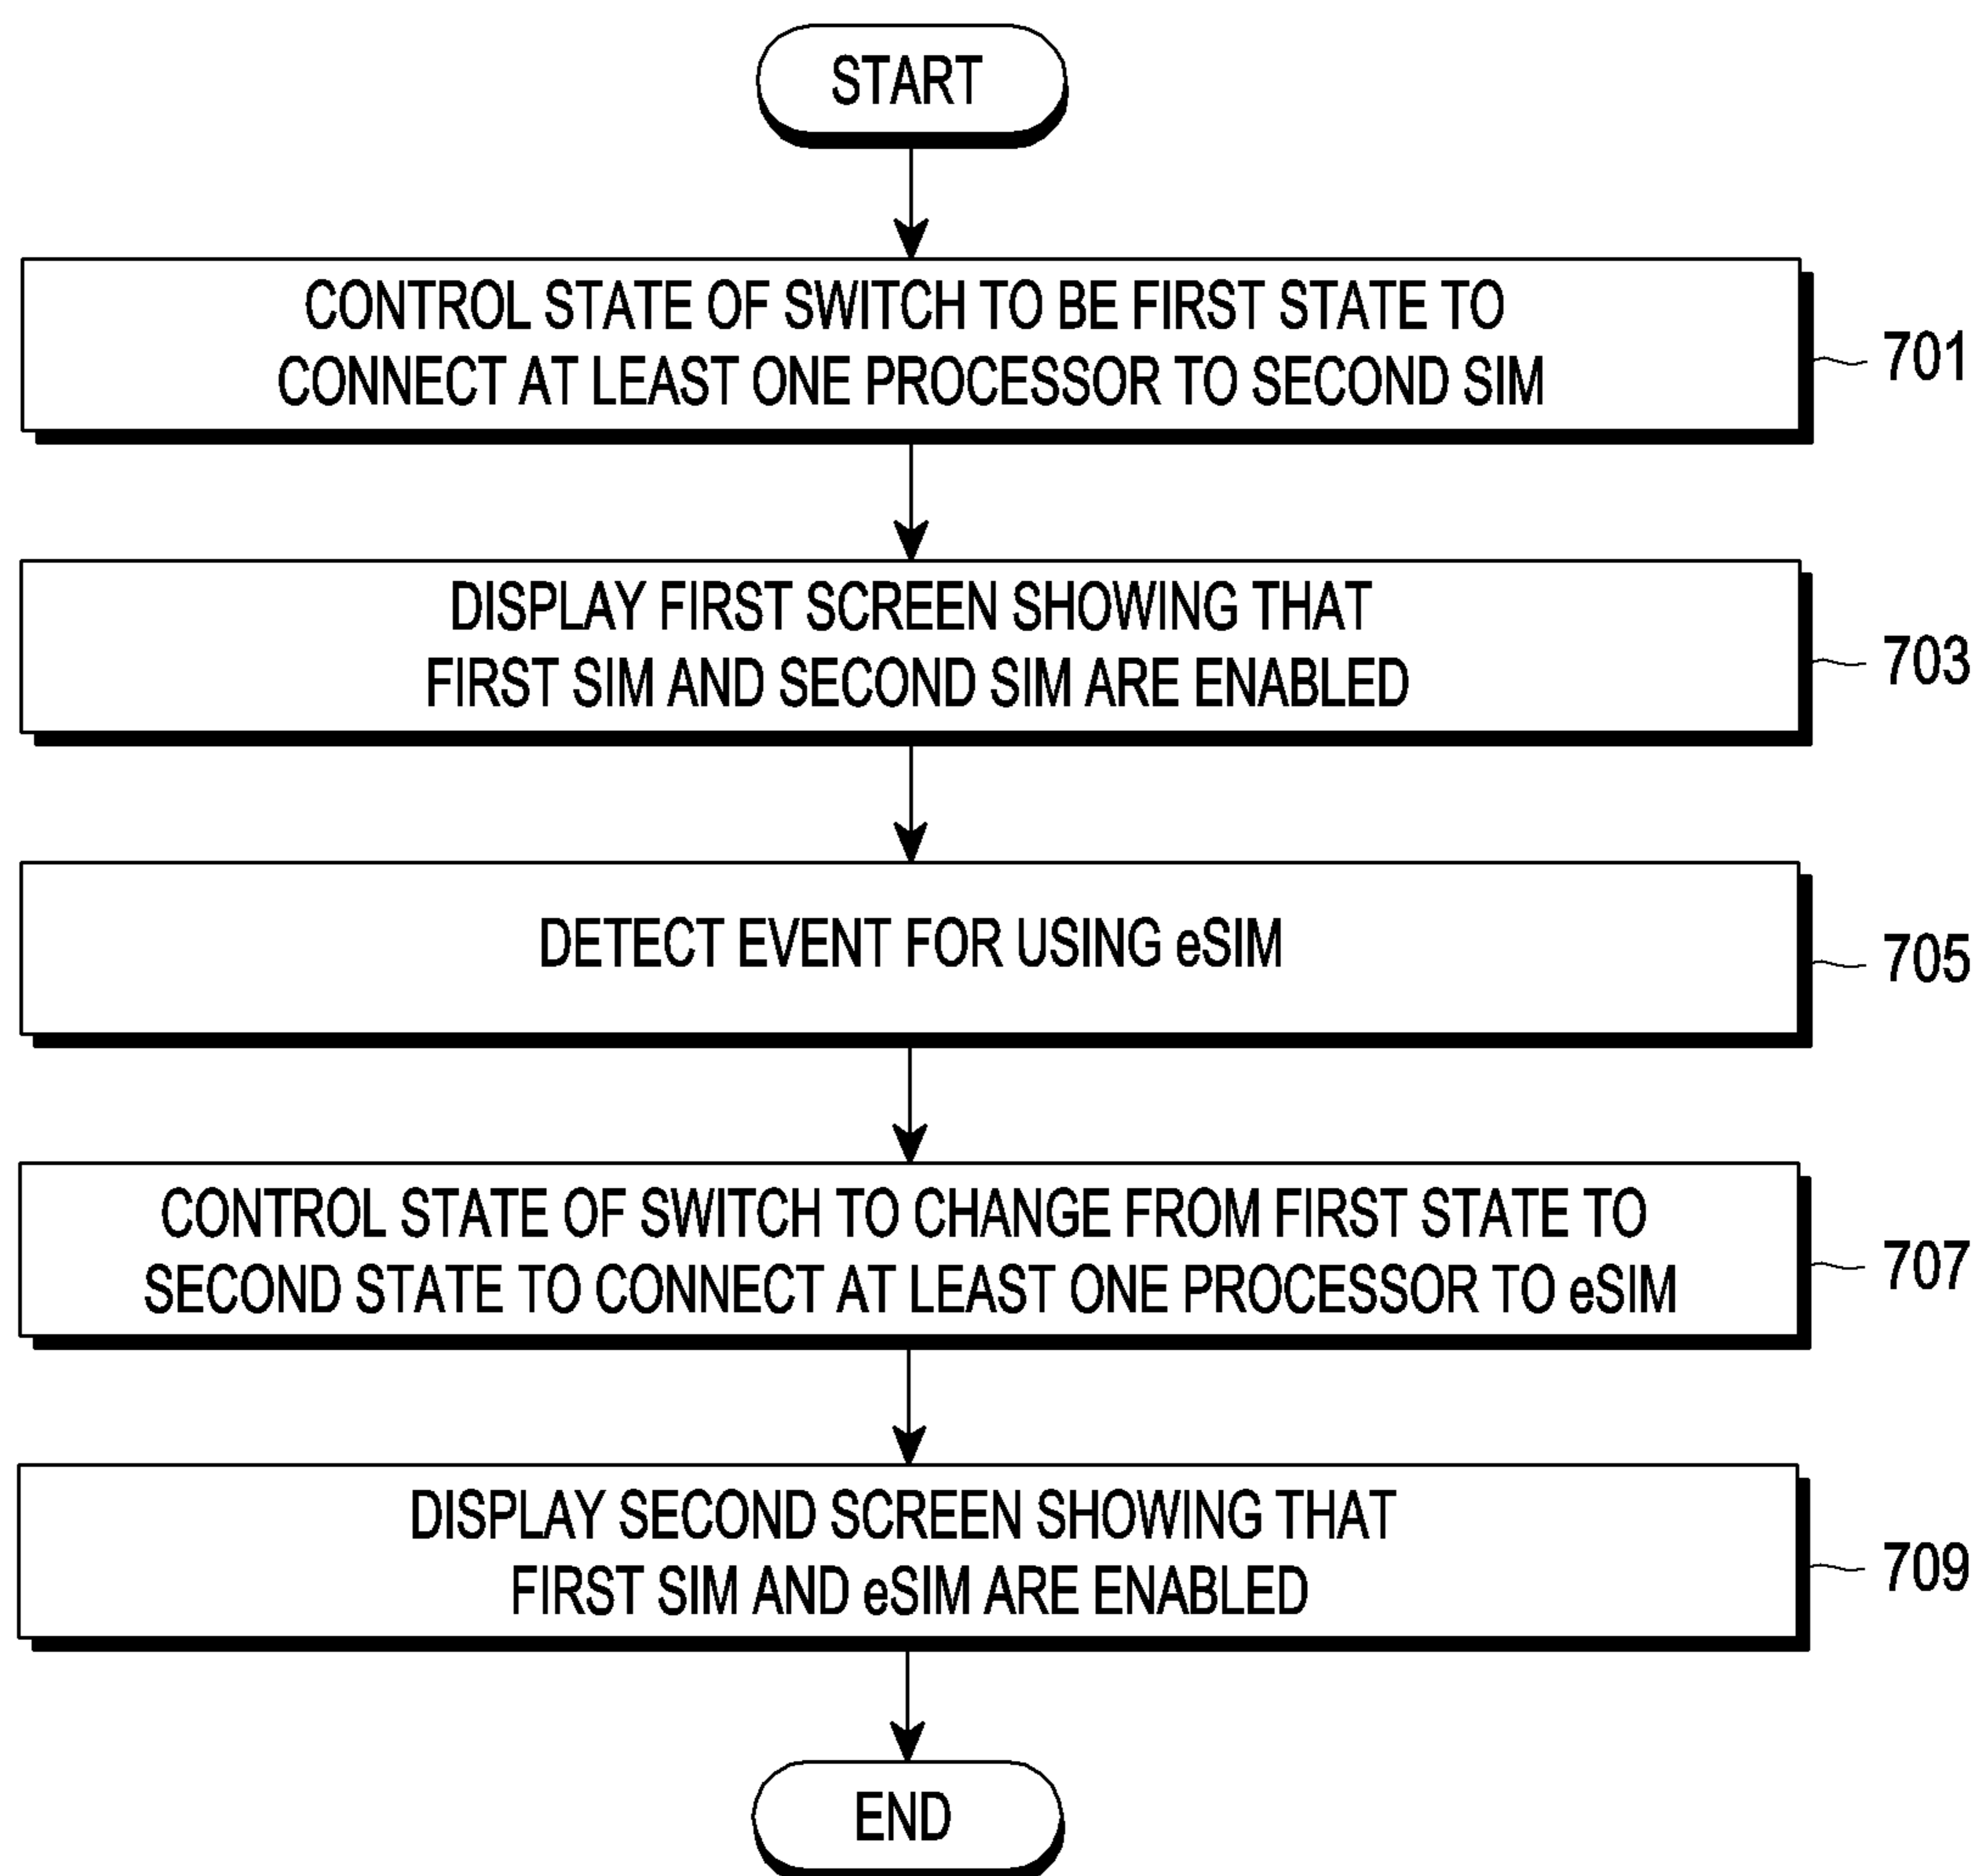 START
CONTROL STATE OF SWITCH TO BE FIRST STATE TO
CONNECT AT LEAST ONE PROCESSOR TO SECOND SIM
701
DISPLAY FIRST SCREEN SHOWING THAT
FIRST SIM AND SECOND SIM ARE ENABLED
703
DETECT EVENT FOR USING eSIM
705
CONTROL STATE OF SWITCH TO CHANGE FROM FIRST STATE TO
SECOND STATE TO CONNECT AT LEAST ONE PROCESSOR TO eSIM
707
DISPLAY SECOND SCREEN SHOWING THAT
FIRST SIM AND eSIM ARE ENABLED
709
END